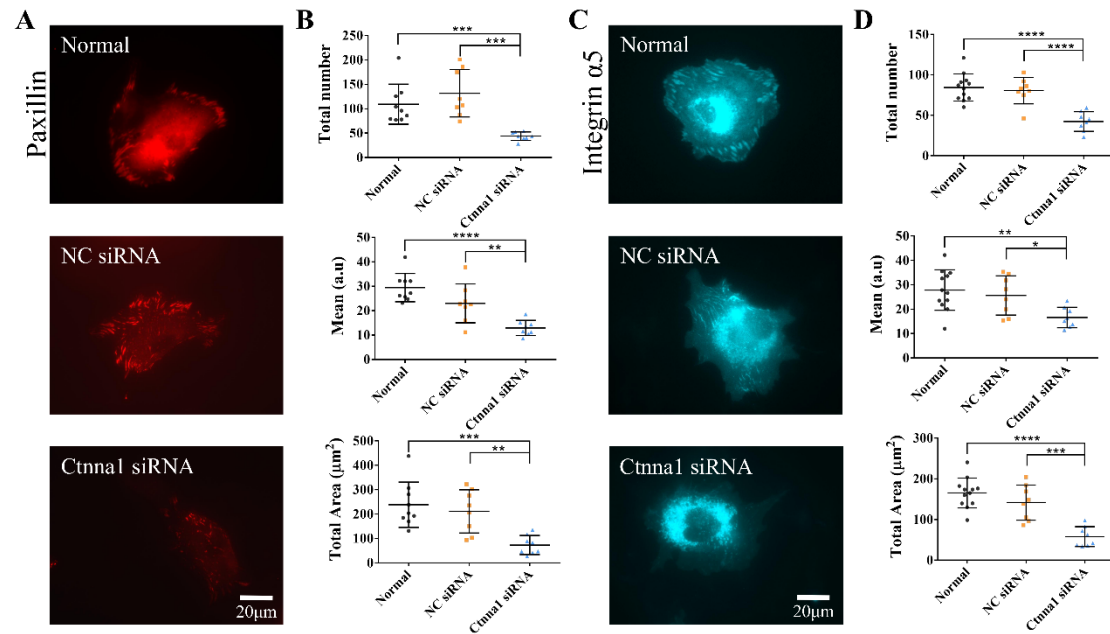 A
Paxillin
Normal
NC siRNA
Ctnna1 siRNA
20μm
B
***
***
Total number
250
200
150
100
50
0
Normal
NC siRNA
Ctnna1 siRNA
****
**
Mean (a.u)
50
40
30
20
10
0
Normal
NC siRNA
Ctnna1 siRNA
***
**
Total Area (μm²)
500
400
300
200
100
0
Normal
NC siRNA
Ctnna1 siRNA
C
Integrin α5
Normal
NC siRNA
Ctnna1 siRNA
20μm
D
****
****
Total number
150
100
50
0
Normal
NC siRNA
Ctnna1 siRNA
**
*
Mean (a.u)
50
40
30
20
10
0
Normal
NC siRNA
Ctnna1 siRNA
****
***
Total Area (μm²)
300
200
100
0
Normal
NC siRNA
Ctnna1 siRNA